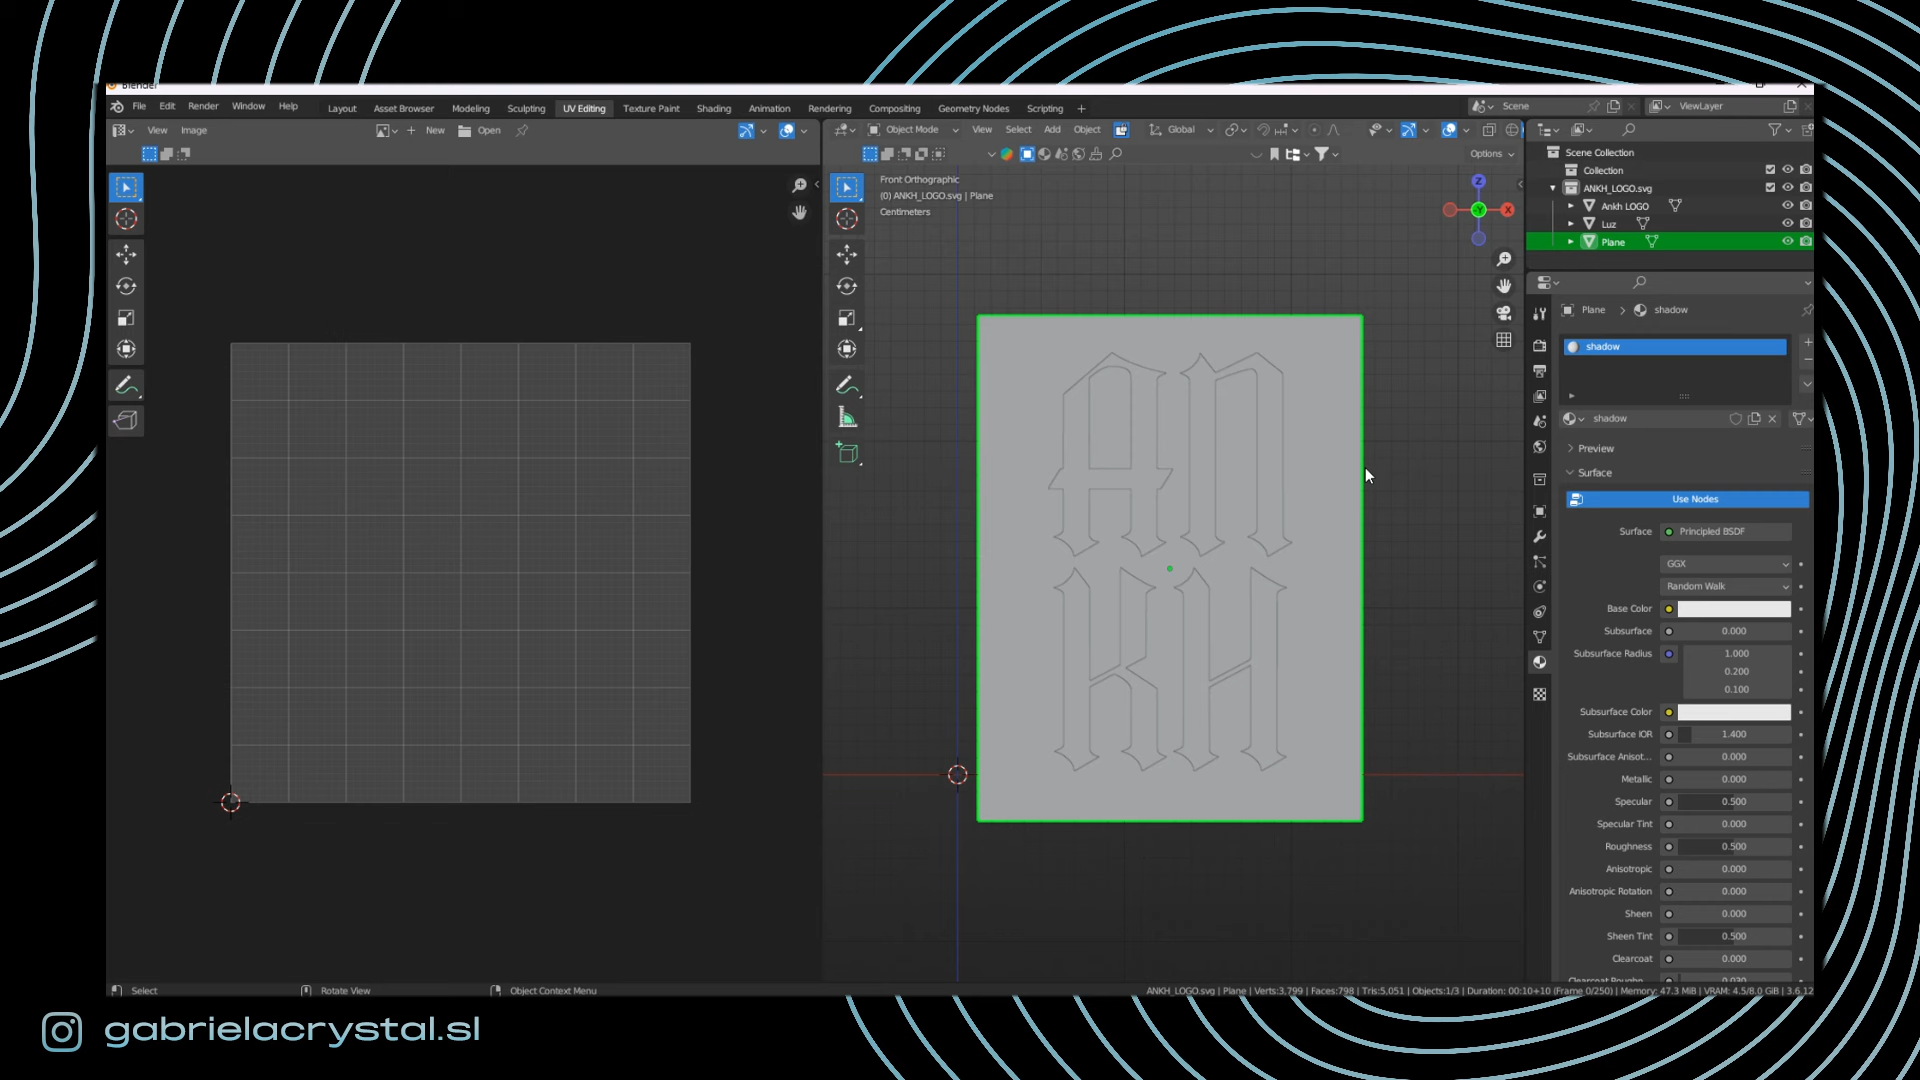 Blender
File Edit Render Window Help
Layout Asset Browser Modeling Sculpting UV Editing Texture Paint Shading Animation Rendering Compositing Geometry Nodes Scripting +
Scene
ViewLayer
View Image
New
Open
Object Mode
View Select Add Object
Global
Options
Front Orthographic
(0) ANKH_LOGO.svg | Plane
Centimeters
Z
Y
X
AN
KH
Scene Collection
Collection
ANKH_LOGO.svg
Ankh LOGO
Luz
Plane
Plane
shadow
shadow
shadow
Preview
Surface
Use Nodes
Surface Principled BSDF
GGX
Random Walk
Base Color
Subsurface 0.000
Subsurface Radius 1.000
0.200
0.100
Subsurface Color
Subsurface IOR 1.400
Subsurface Anisot... 0.000
Metallic 0.000
Specular 0.500
Specular Tint 0.000
Roughness 0.500
Anisotropic 0.000
Anisotropic Rotation 0.000
Sheen 0.000
Sheen Tint 0.500
Clearcoat 0.000
Clearcoat Roughne... 0.030
Select
Rotate View
Object Context Menu
ANKH_LOGO.svg | Plane | Verts:3,799 | Faces:798 | Tris:5,051 | Objects:1/3 | Duration: 00:10+10 (Frame 0/250) | Memory: 47.3 MiB | VRAM: 4.5/8.0 GiB | 3.6.12
gabrielacrystal.sl